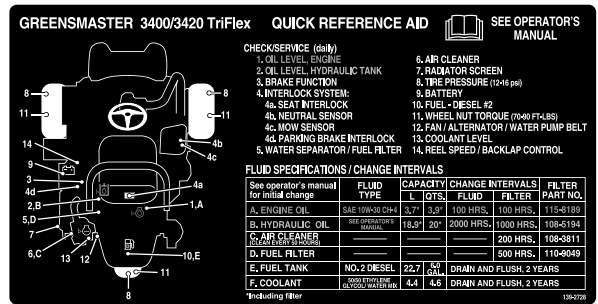 GREENSMASTER 3400/3420 TriFlex QUICK REFERENCE AID
SEE OPERATOR'S
MANUAL
CHECK/SERVICE (daily)
1. OIL LEVEL, ENGINE
2. OIL LEVEL, HYDRAULIC TANK
3. BRAKE FUNCTION
4. INTERLOCK SYSTEM:
4a. SEAT INTERLOCK
4b. NEUTRAL SENSOR
4c. MOW SENSOR
4d. PARKING BRAKE INTERLOCK
5. WATER SEPARATOR / FUEL FILTER
6. AIR CLEANER
7. RADIATOR SCREEN
8. TIRE PRESSURE (12-16 psi)
9. BATTERY
10. FUEL - DIESEL #2
11. WHEEL NUT TORQUE (70-90 FT-LBS)
12. FAN / ALTERNATOR / WATER PUMP BELT
13. COOLANT LEVEL
14. REEL SPEED / BACKLAP CONTROL
8
11
8
11
14
9
3
4d
2,B
5,D
7
6,C
13
12
4b
4c
4a
1,A
10,E
11
8
FLUID SPECIFICATIONS / CHANGE INTERVALS
See operator's manual for initial change FLUID TYPE CAPACITY L QTS. CHANGE INTERVALS FLUID FILTER FILTER PART NO.
A. ENGINE OIL SAE 10W-30 CH-4 3.7* 3.9* 100 HRS. 100 HRS. 115-8189
B. HYDRAULIC OIL SEE OPERATOR'S MANUAL 18.9* 20* 2000 HRS. 1000 HRS. 108-5194
C. AIR CLEANER (CLEAN EVERY 50 HOURS) 200 HRS. 108-3811
D. FUEL FILTER 500 HRS. 110-9049
E. FUEL TANK NO. 2 DIESEL 22.7 6.0 GAL. DRAIN AND FLUSH, 2 YEARS
F. COOLANT 50/50 ETHYLENE GLYCOL/ WATER MIX 4.4 4.6 DRAIN AND FLUSH, 2 YEARS
*Including filter
139-2728